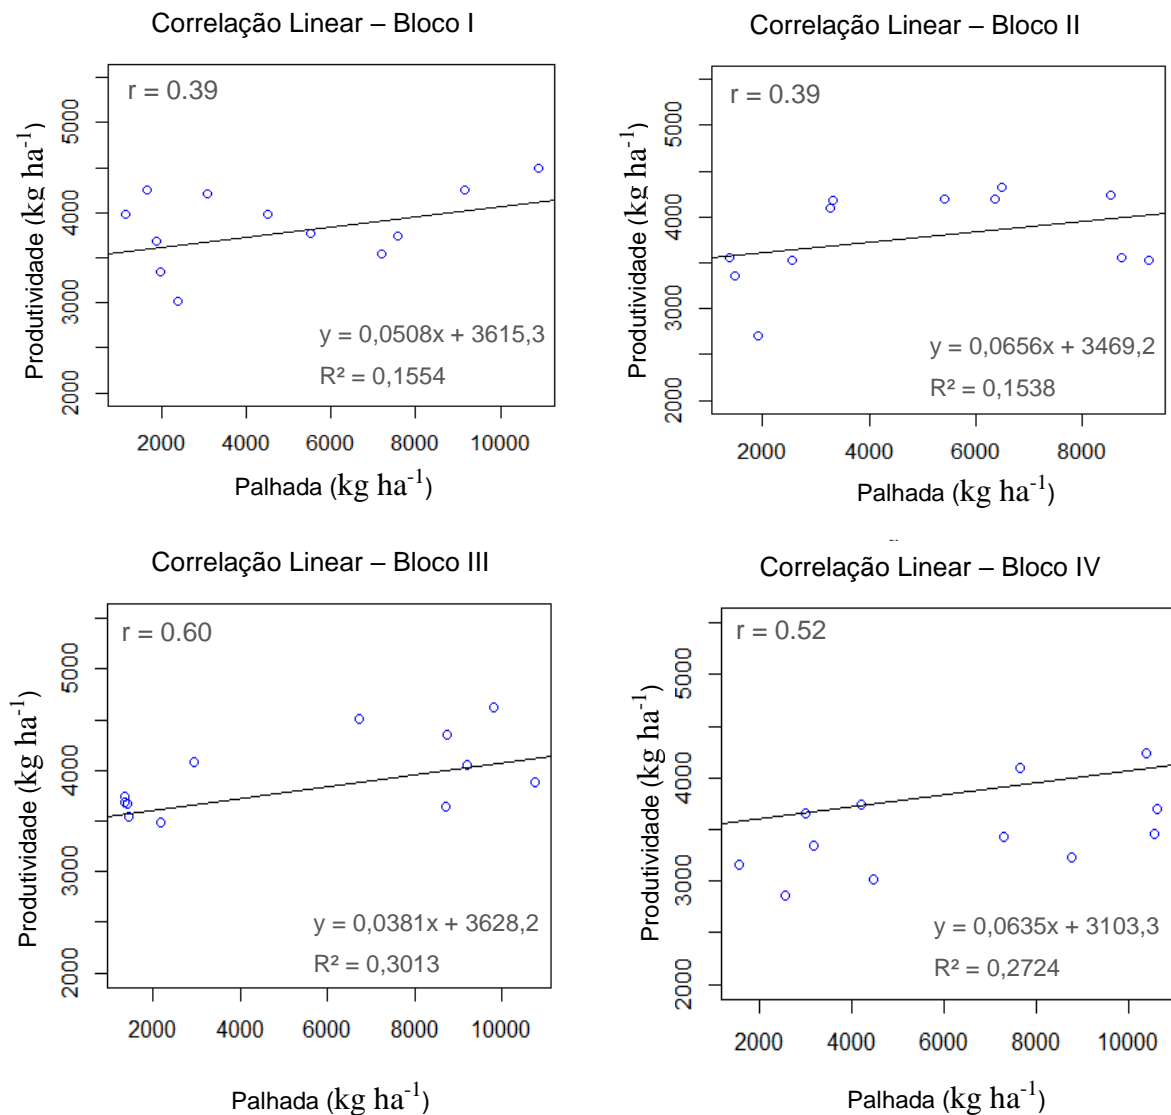 Correlação Linear – Bloco I
r = 0.39
Produtividade (kg ha⁻¹)
5000
4000
3000
2000
y = 0,0508x + 3615,3
R² = 0,1554
2000 4000 6000 8000 10000
Palhada (kg ha⁻¹)
Correlação Linear – Bloco II
r = 0.39
Produtividade (kg ha⁻¹)
5000
4000
3000
2000
y = 0,0656x + 3469,2
R² = 0,1538
2000 4000 6000 8000
Palhada (kg ha⁻¹)
Correlação Linear – Bloco III
r = 0.60
Produtividade (kg ha⁻¹)
5000
4000
3000
2000
y = 0,0381x + 3628,2
R² = 0,3013
2000 4000 6000 8000 10000
Palhada (kg ha⁻¹)
Correlação Linear – Bloco IV
r = 0.52
Produtividade (kg ha⁻¹)
5000
4000
3000
2000
y = 0,0635x + 3103,3
R² = 0,2724
2000 4000 6000 8000 10000
Palhada (kg ha⁻¹)